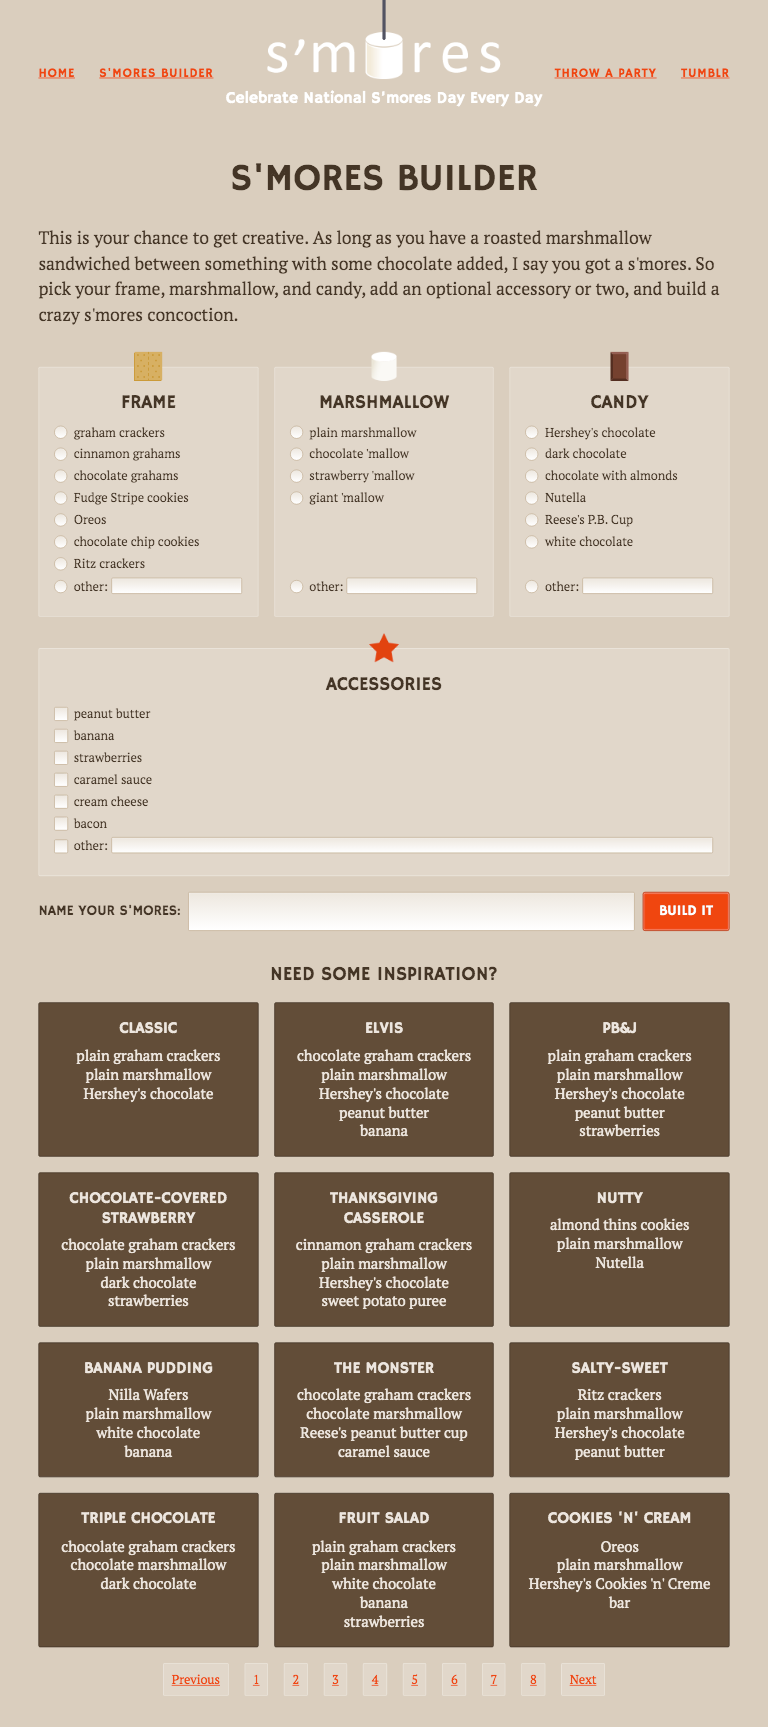 s'mores
HOME
S'MORES BUILDER
THROW A PARTY
TUMBLR
Celebrate National S'mores Day Every Day
S'MORES BUILDER
This is your chance to get creative. As long as you have a roasted marshmallow
sandwiched between something with some chocolate added, I say you got a s'mores. So
pick your frame, marshmallow, and candy, add an optional accessory or two, and build a
crazy s'mores concoction.
FRAME
graham crackers
cinnamon grahams
chocolate grahams
Fudge Stripe cookies
Oreos
chocolate chip cookies
Ritz crackers
other:
MARSHMALLOW
plain marshmallow
chocolate 'mallow
strawberry 'mallow
giant 'mallow
other:
CANDY
Hershey's chocolate
dark chocolate
chocolate with almonds
Nutella
Reese's P.B. Cup
white chocolate
other:
ACCESSORIES
peanut butter
banana
strawberries
caramel sauce
cream cheese
bacon
other:
NAME YOUR S'MORES:
BUILD IT
NEED SOME INSPIRATION?
CLASSIC
plain graham crackers
plain marshmallow
Hershey's chocolate
ELVIS
chocolate graham crackers
plain marshmallow
Hershey's chocolate
peanut butter
banana
PB&J
plain graham crackers
plain marshmallow
Hershey's chocolate
peanut butter
strawberries
CHOCOLATE-COVERED
STRAWBERRY
chocolate graham crackers
plain marshmallow
dark chocolate
strawberries
THANKSGIVING
CASSEROLE
cinnamon graham crackers
plain marshmallow
Hershey's chocolate
sweet potato puree
NUTTY
almond thins cookies
plain marshmallow
Nutella
BANANA PUDDING
Nilla Wafers
plain marshmallow
white chocolate
banana
THE MONSTER
chocolate graham crackers
chocolate marshmallow
Reese's peanut butter cup
caramel sauce
SALTY-SWEET
Ritz crackers
plain marshmallow
Hershey's chocolate
peanut butter
TRIPLE CHOCOLATE
chocolate graham crackers
chocolate marshmallow
dark chocolate
FRUIT SALAD
plain graham crackers
plain marshmallow
white chocolate
banana
strawberries
COOKIES 'N' CREAM
Oreos
plain marshmallow
Hershey's Cookies 'n' Creme
bar
Previous
1
2
3
4
5
6
7
8
Next